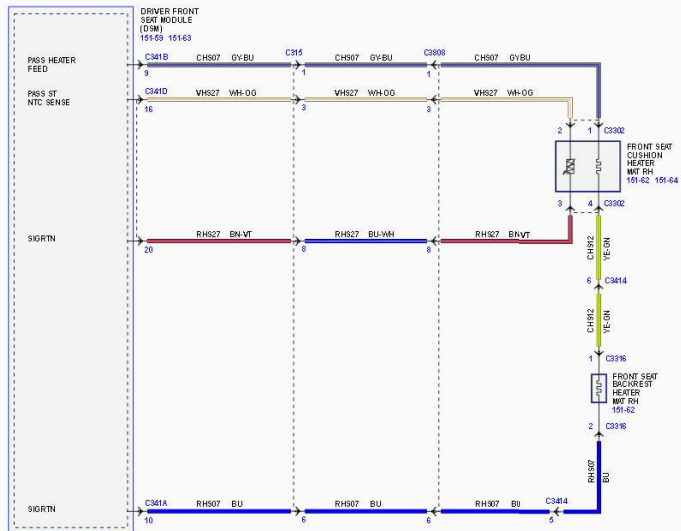 DRIVER FRONT
SEAT MODULE
(DSM)
151-59 151-63
PASS HEATER
FEED
C341B
9
CHS07 GY-BU
C315
1
CHS07 GY-BU
C3808
1
CHS07 GYBU
PASS ST
NTC SENSE
C341D
16
VHS27 WH-OG
3
VHS27 WH-OG
3
VHS27 WH-OG
2
1
C3302
FRONT SEAT
CUSHION
HEATER
MAT RH
151-62 151-64
3
4
C3302
SIGRTN
20
RHS27 BN-VT
8
RHS27 BU-WH
8
RHS27 BN-VT
CH912
YE-GN
6
C3414
CH912
YE-GN
1
C3316
FRONT SEAT
BACKREST
HEATER
MAT RH
151-62
2
C3316
RHS07
BU
SIGRTN
C341A
10
RHS07 BU
6
RHS07 BU
6
RHS07 BU
C3414
5